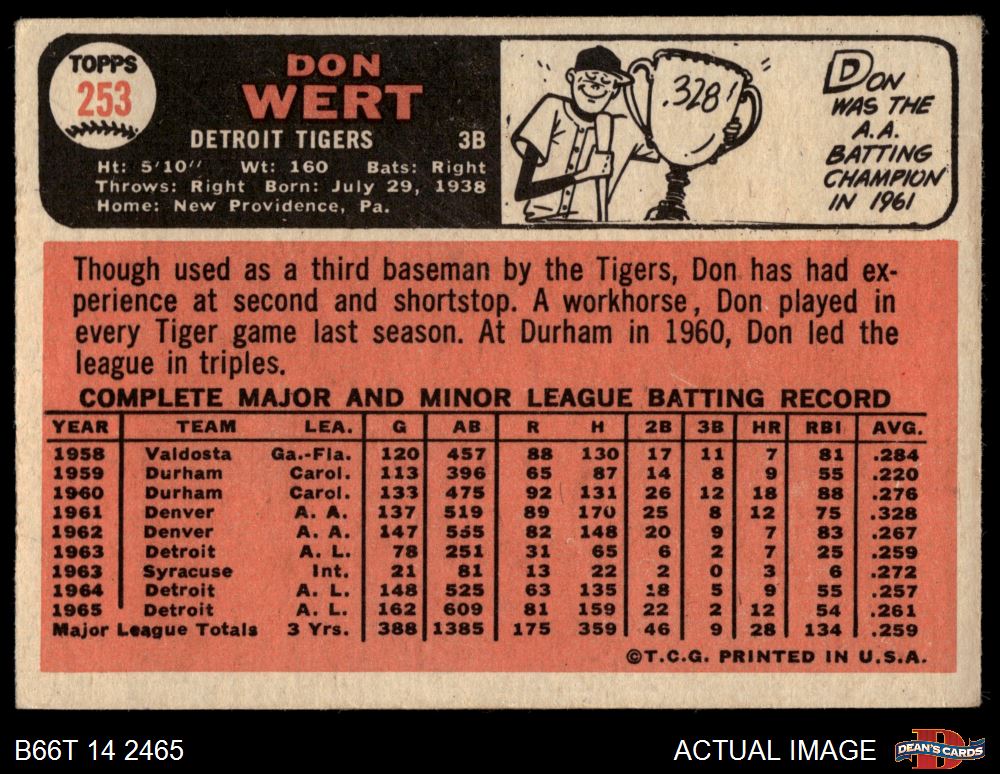 TOPPS
253
DON
WERT
DETROIT TIGERS 3B
Ht: 5'10" Wt: 160 Bats: Right
Throws: Right Born: July 29, 1938
Home: New Providence, Pa.
.328!
DON
WAS THE
A.A.
BATTING
CHAMPION
IN 1961
Though used as a third baseman by the Tigers, Don has had ex-
perience at second and shortstop. A workhorse, Don played in
every Tiger game last season. At Durham in 1960, Don led the
league in triples.
COMPLETE MAJOR AND MINOR LEAGUE BATTING RECORD
YEAR TEAM LEA. G AB R H 2B 3B HR RBI AVG.
1958 Valdosta Ga.-Fla. 120 457 88 130 17 11 7 81 .284
1959 Durham Carol. 113 396 65 87 14 8 9 55 .220
1960 Durham Carol. 133 475 92 131 26 12 18 88 .276
1961 Denver A. A. 137 519 89 170 25 8 12 75 .328
1962 Denver A. A. 147 555 82 148 20 9 7 83 .267
1963 Detroit A. L. 78 251 31 65 6 2 7 25 .259
1963 Syracuse Int. 21 81 13 22 2 0 3 6 .272
1964 Detroit A. L. 148 525 63 135 18 5 9 55 .257
1965 Detroit A. L. 162 609 81 159 22 2 12 54 .261
Major League Totals 3 Yrs. 388 1385 175 359 46 9 28 134 .259
©T.C.G. PRINTED IN U.S.A.
B66T 14 2465
ACTUAL IMAGE
DEAN'S CARDS